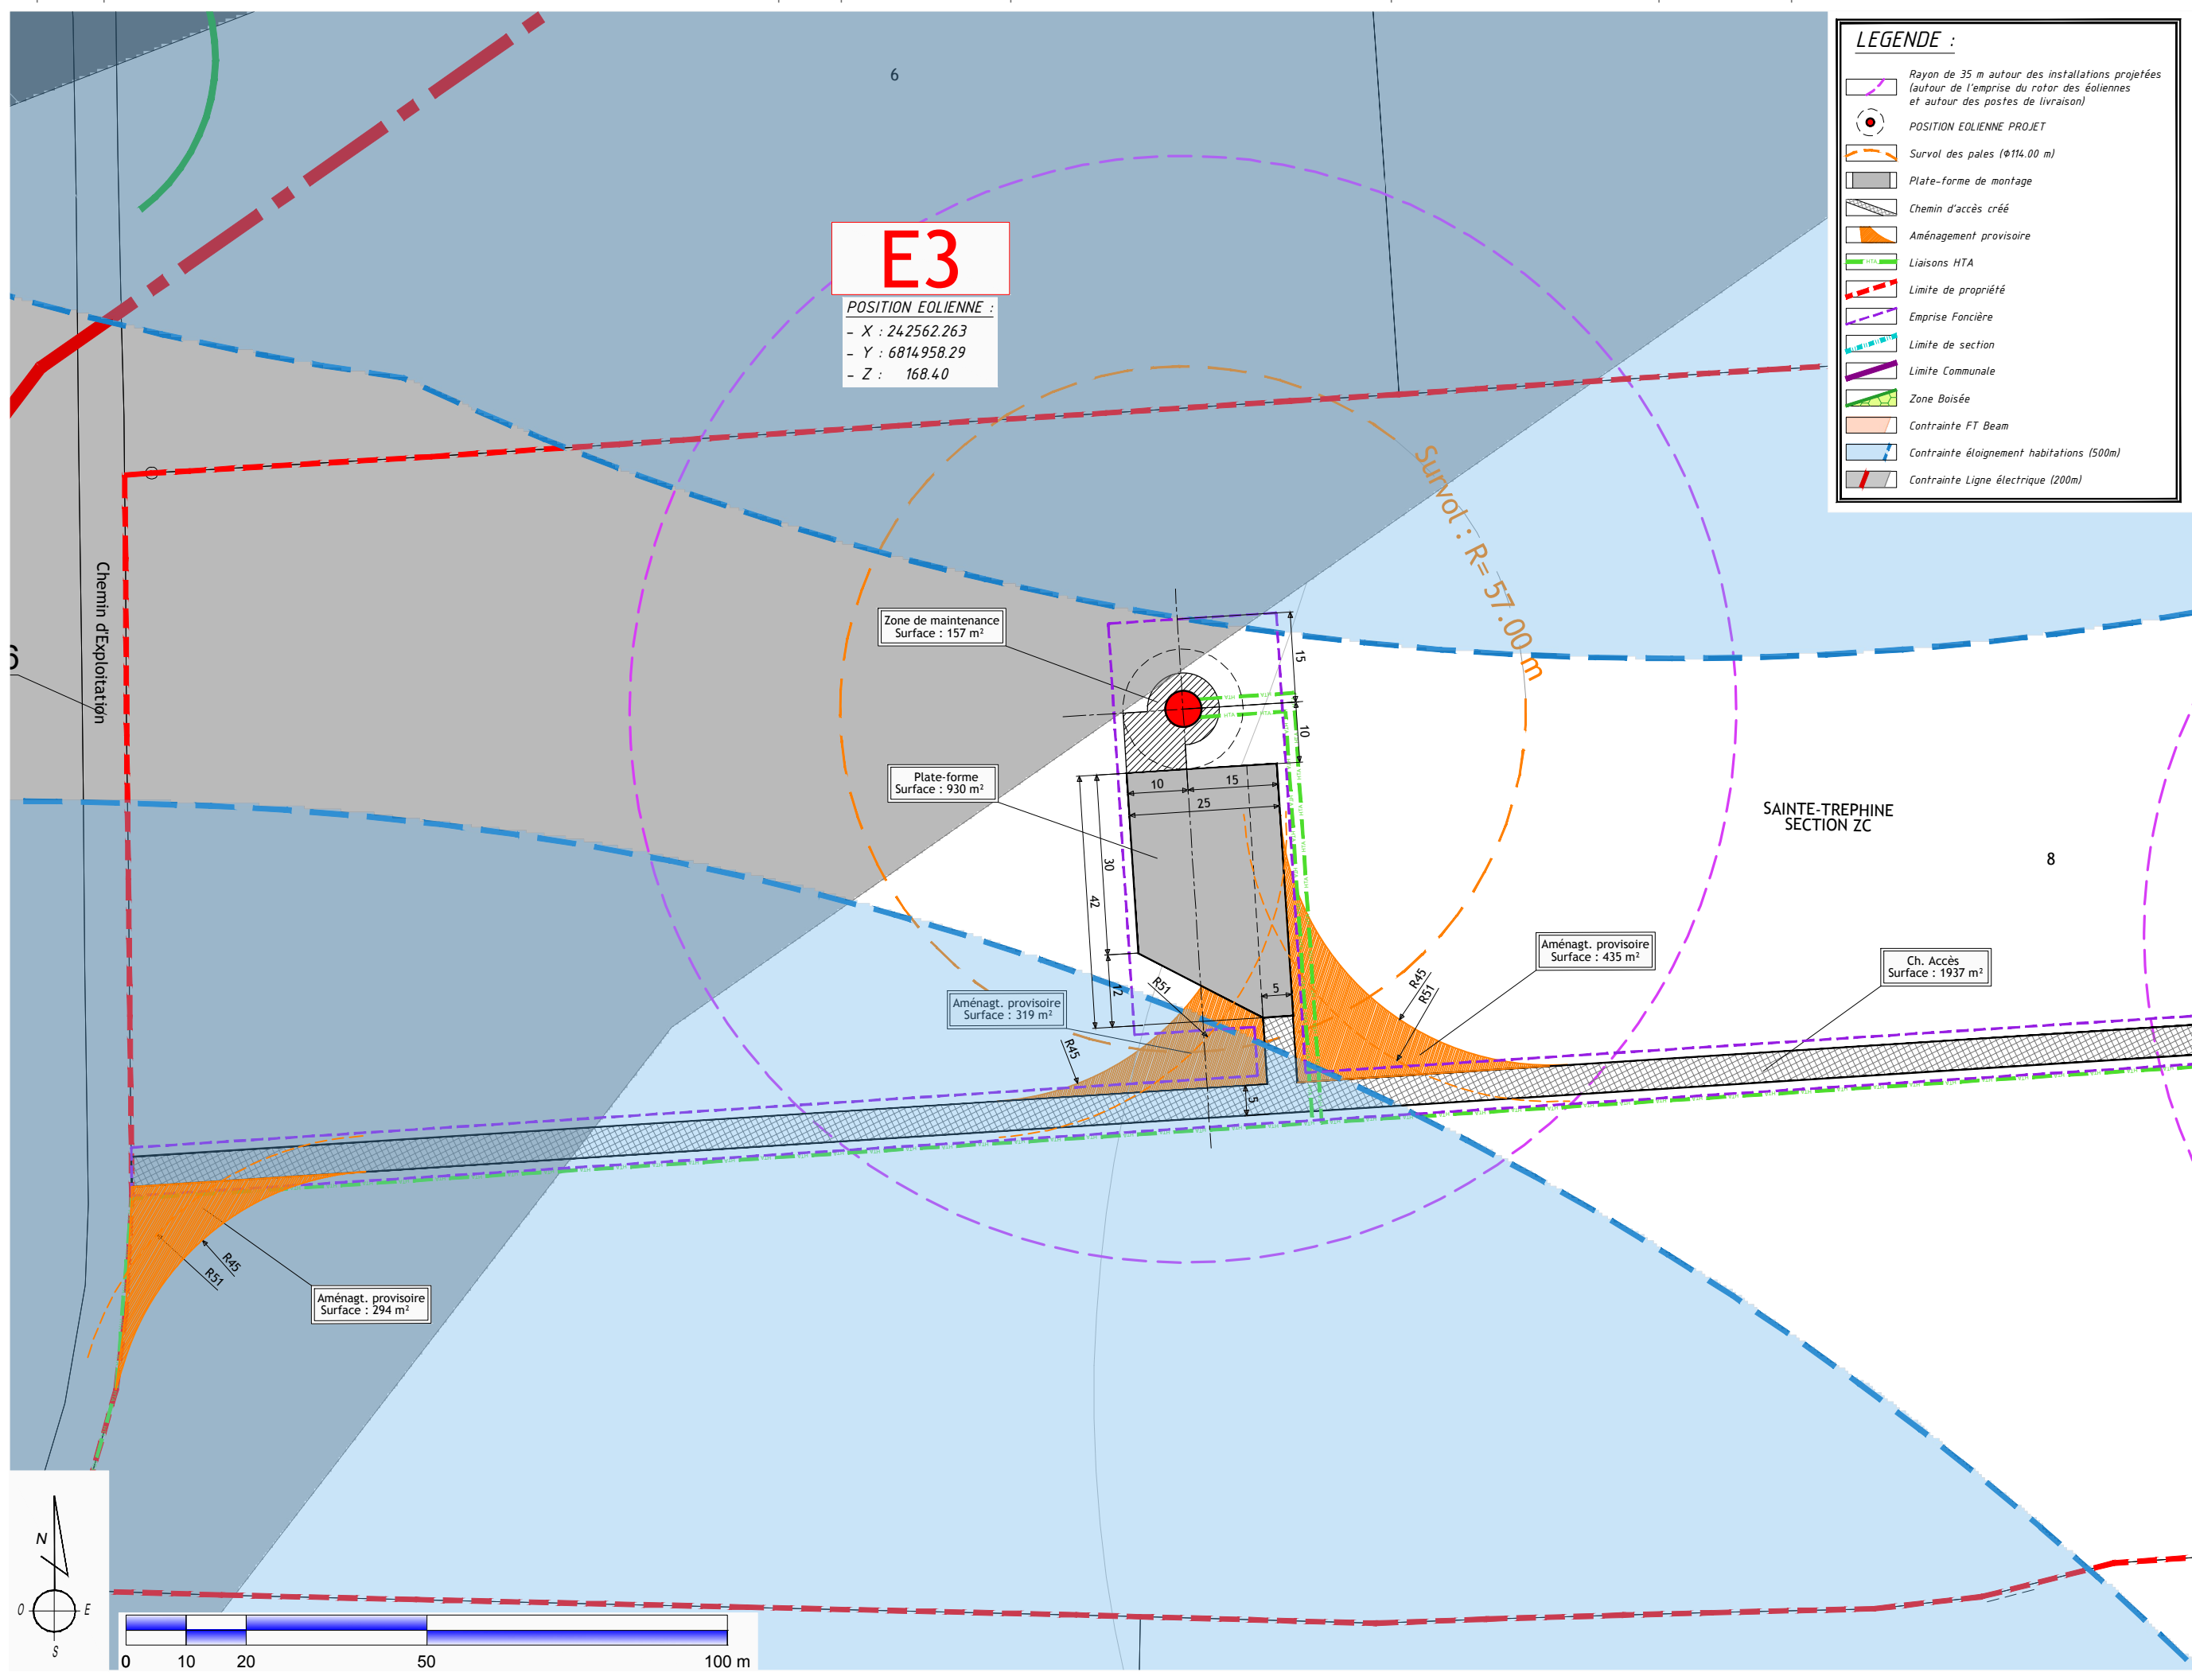 6
E3
POSITION EOLIENNE :
- X : 242562.263
- Y : 6814958.29
- Z : 168.40
LEGENDE :
Rayon de 35 m autour des installations projetées
(autour de l'emprise du rotor des éoliennes
et autour des postes de livraison)
POSITION EOLIENNE PROJET
Survol des pales (Φ114.00 m)
Plate-forme de montage
Chemin d'accès créé
Aménagement provisoire
HTA
Liaisons HTA
Limite de propriété
Emprise Foncière
Limite de section
Limite Communale
Zone Boisée
Contrainte FT Beam
Contrainte éloignement habitations (500m)
Contrainte Ligne électrique (200m)
Survol : R= 57.00 m
Chemin d'Exploitation
6
Zone de maintenance
Surface : 157 m²
15
HTA HTA
HTA HTA
10
Plate-forme
Surface : 930 m²
10
15
25
30
42
12
5
SAINTE-TREPHINE
SECTION ZC
8
Aménagt. provisoire
Surface : 435 m²
R45
R51
Ch. Accès
Surface : 1937 m²
R51
Aménagt. provisoire
Surface : 319 m²
R45
5
R45
R51
Aménagt. provisoire
Surface : 294 m²
N
O
E
S
0
10
20
50
100 m